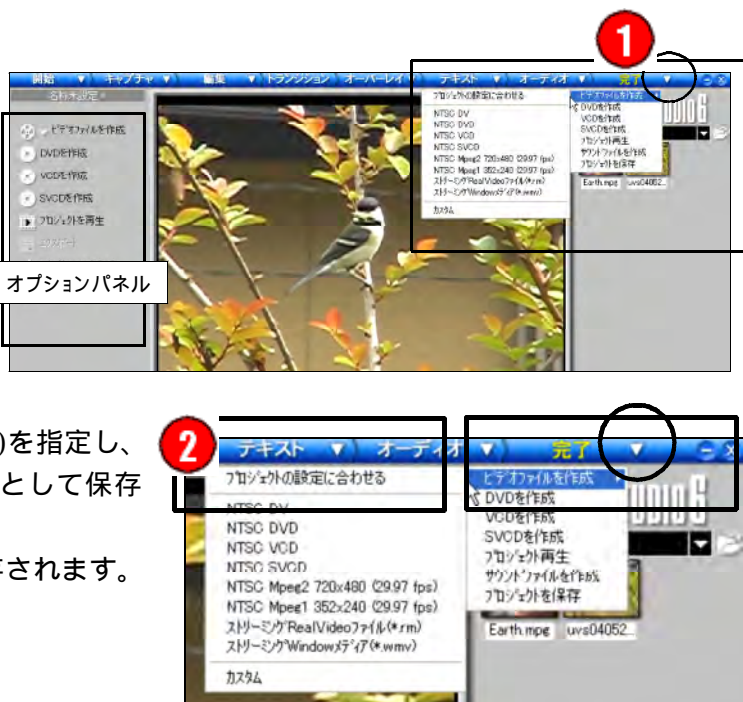 1
開始 ▼ キャプチャ ▼ 編集 ▼ トランジション オーバーレイ テキスト ▼ オーディオ ▼ 完了 ▼
名称未設定*
ビデオファイルを作成
DVDを作成
VCDを作成
SVCDを作成
プロジェクトを再生
オプションパネル
プロジェクトの設定に合わせる
NTSC DV
NTSC DVD
NTSC VCD
NTSC SVCD
NTSC Mpeg2 720x480 (29.97 fps)
NTSC Mpeg1 352x240 (29.97 fps)
ストリーミングRealVideoファイル(*.rm)
ストリーミングWindowsメディア(*.wmv)
カスタム
ビデオファイルを作成
DVDを作成
VCDを作成
SVCDを作成
プロジェクト再生
サウンドファイルを作成
プロジェクトを保存
UDIO6
Earth.mpg uvs04052...
)を指定し、
として保存
存されます。
2
テキスト ▼ オーディオ ▼ 完了 ▼
プロジェクトの設定に合わせる
NTSC DV
NTSC DVD
NTSC VCD
NTSC SVCD
NTSC Mpeg2 720x480 (29.97 fps)
NTSC Mpeg1 352x240 (29.97 fps)
ストリーミングRealVideoファイル(*.rm)
ストリーミングWindowsメディア(*.wmv)
カスタム
ビデオファイルを作成
DVDを作成
VCDを作成
SVCDを作成
プロジェクト再生
サウンドファイルを作成
プロジェクトを保存
UDIO6
Earth.mpg uvs04052...